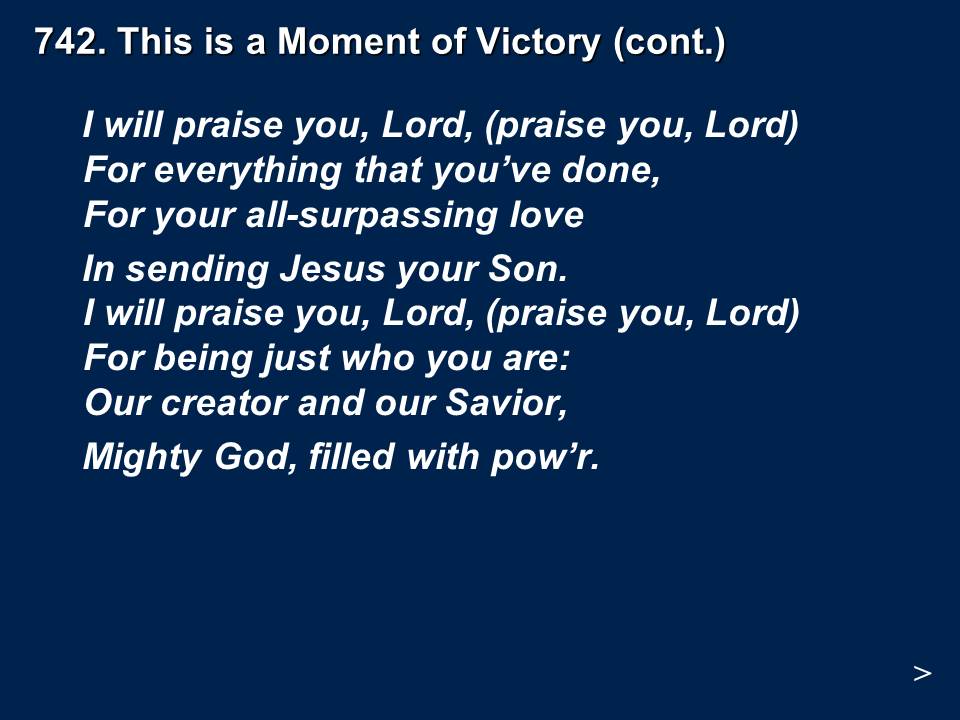 742. This is a Moment of Victory (cont.)
I will praise you, Lord, (praise you, Lord)
For everything that you’ve done,
For your all-surpassing love
In sending Jesus your Son.
I will praise you, Lord, (praise you, Lord)
For being just who you are:
Our creator and our Savior,
Mighty God, filled with pow’r.
>